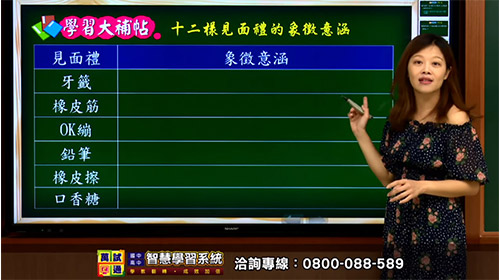 學習大補帖
十二樣見面禮的象徵意涵
見面禮 象徵意涵
牙籤
橡皮筋
OK繃
鉛筆
橡皮擦
口香糖
SHARP
萬試通 國中 高中 智慧學習系統 洽詢專線：0800-088-589